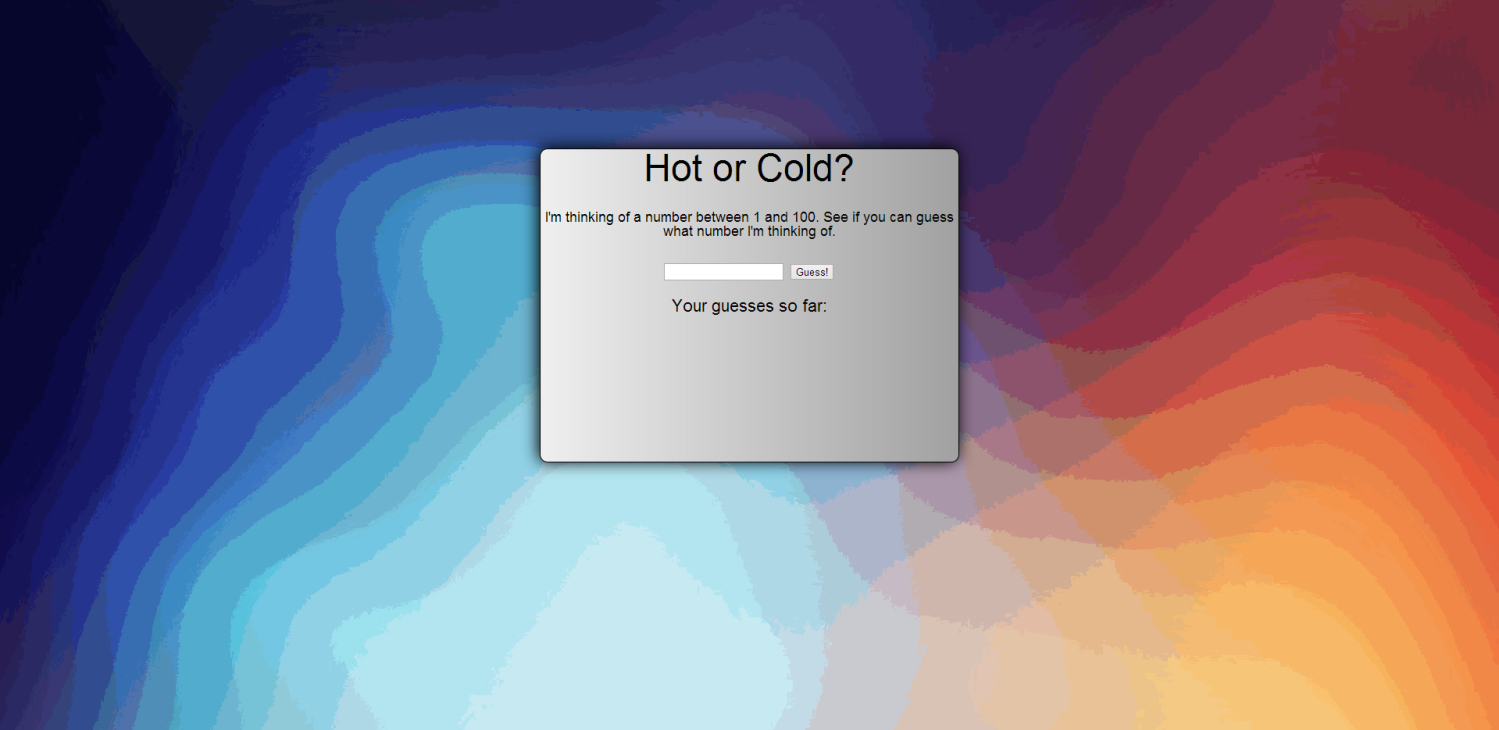 Hot or Cold?
I'm thinking of a number between 1 and 100. See if you can guess
what number I'm thinking of.
Guess!
Your guesses so far: